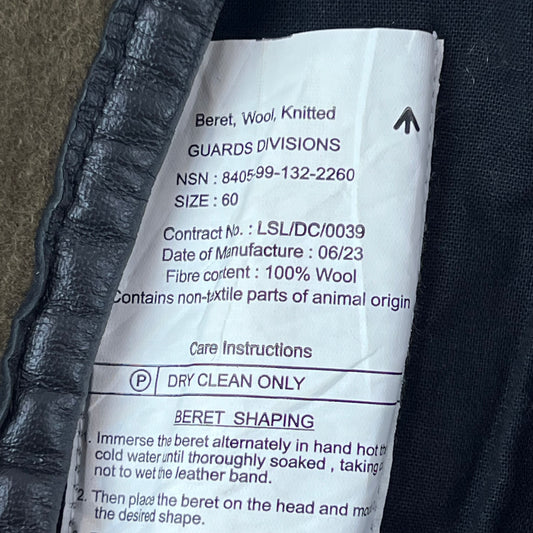 Beret, Wool, Knitted
GUARDS DIVISIONS
NSN : 8405-99-132-2260
SIZE : 60
Contract No. : LSL/DC/0039
Date of Manufacture : 06/23
Fibre content : 100% Wool
Contains non-textile parts of animal origin
Care Instructions
P DRY CLEAN ONLY
BERET SHAPING
1. Immerse the beret alternately in hand hot
cold water until thoroughly soaked , taking
not to wet the leather band.
2. Then place the beret on the head and
the desired shape.